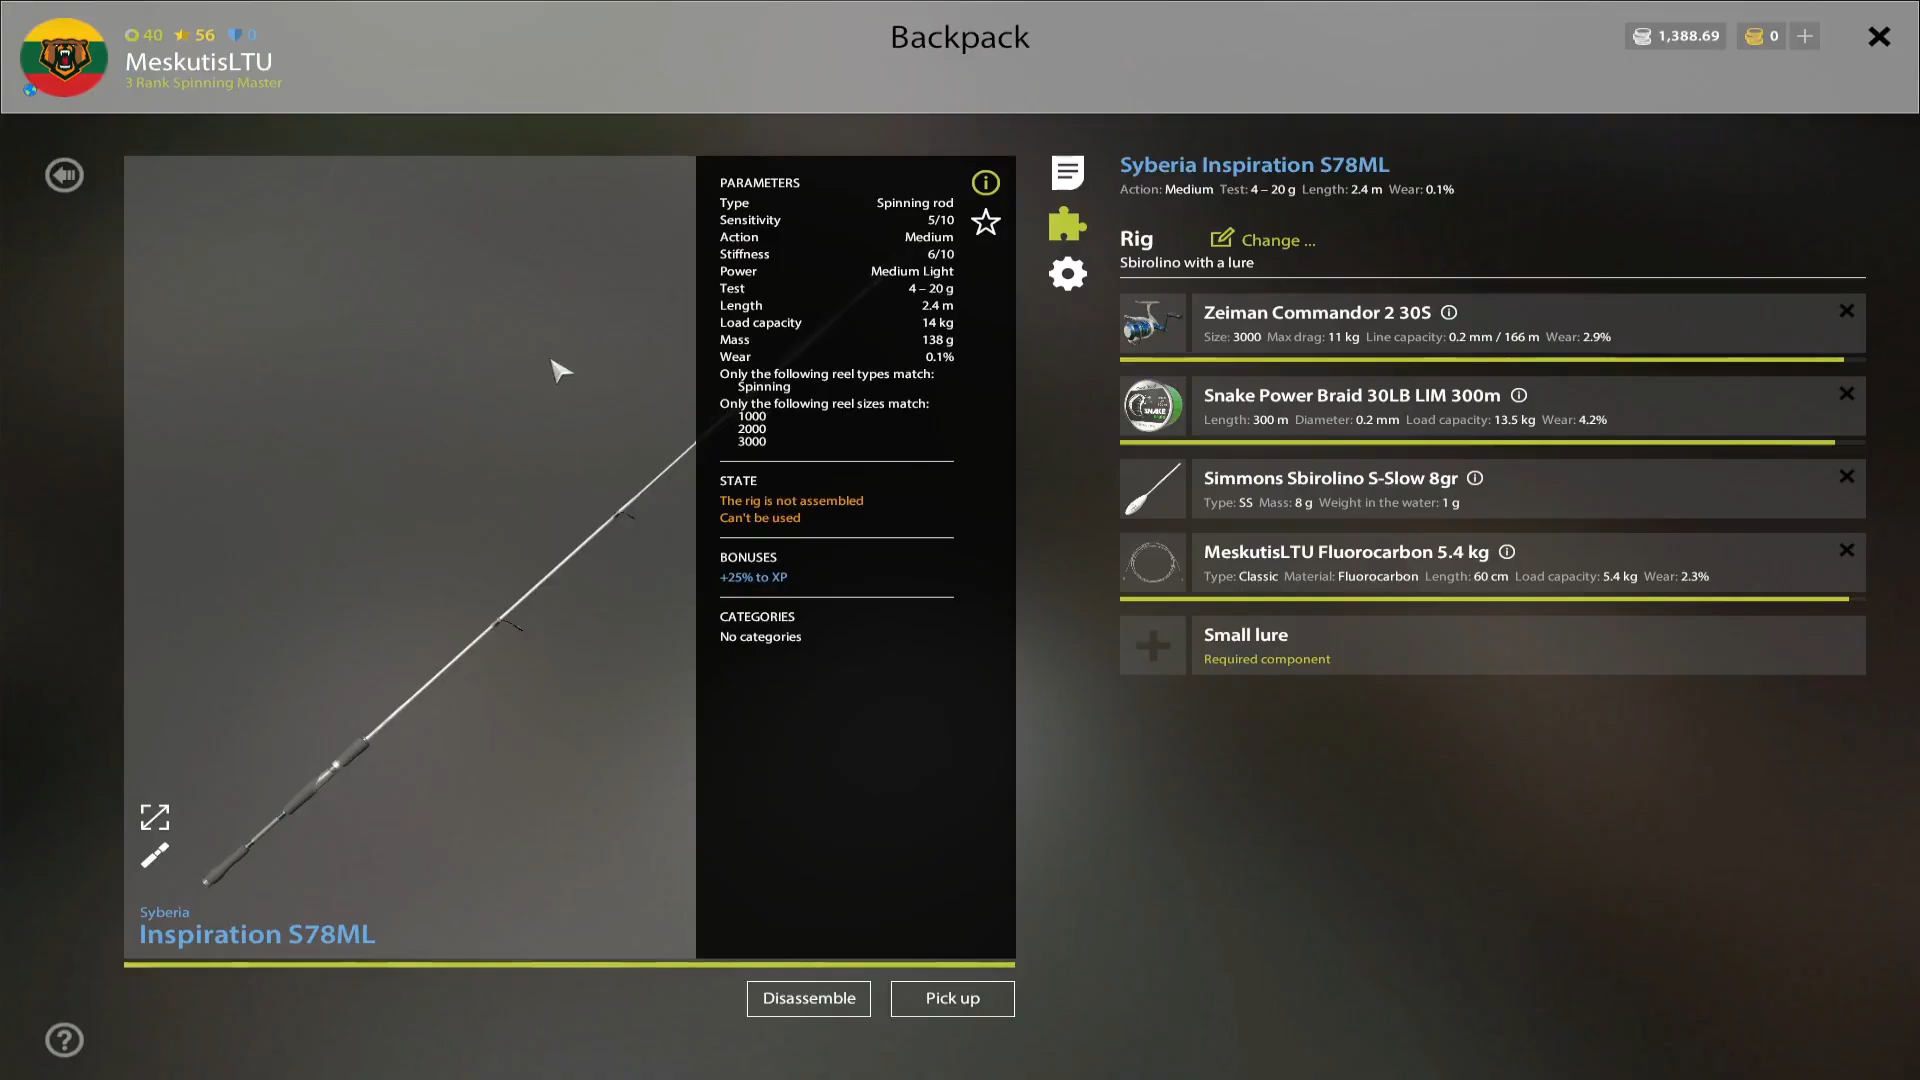 40 56 0
MeskutisLTU
3 Rank Spinning Master
Backpack
1,388.69 0
PARAMETERS
Type Spinning rod
Sensitivity 5/10
Action Medium
Stiffness 6/10
Power Medium Light
Test 4 – 20 g
Length 2.4 m
Load capacity 14 kg
Mass 138 g
Wear 0.1%
Only the following reel types match:
Spinning
Only the following reel sizes match:
1000
2000
3000
STATE
The rig is not assembled
Can't be used
BONUSES
+25% to XP
CATEGORIES
No categories
Syberia
Inspiration S78ML
Disassemble
Pick up
Syberia Inspiration S78ML
Action: Medium Test: 4 – 20 g Length: 2.4 m Wear: 0.1%
Rig Change ...
Sbirolino with a lure
Zeiman Commandor 2 30S
Size: 3000 Max drag: 11 kg Line capacity: 0.2 mm / 166 m Wear: 2.9%
SNAKE
Snake Power Braid 30LB LIM 300m
Length: 300 m Diameter: 0.2 mm Load capacity: 13.5 kg Wear: 4.2%
Simmons Sbirolino S-Slow 8gr
Type: SS Mass: 8 g Weight in the water: 1 g
MeskutisLTU Fluorocarbon 5.4 kg
Type: Classic Material: Fluorocarbon Length: 60 cm Load capacity: 5.4 kg Wear: 2.3%
Small lure
Required component